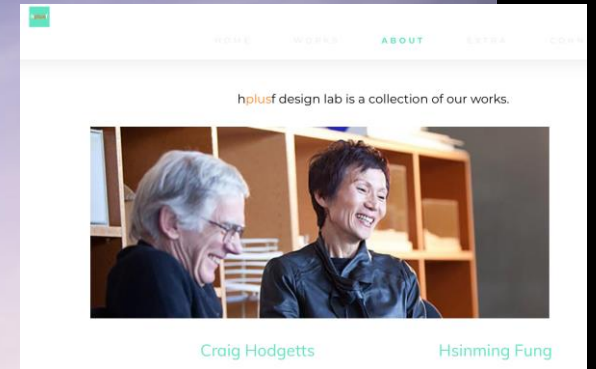 HOME WORKS ABOUT EXTRA
hplusf design lab is a collection of our works.
Craig Hodgetts Hsinming Fung